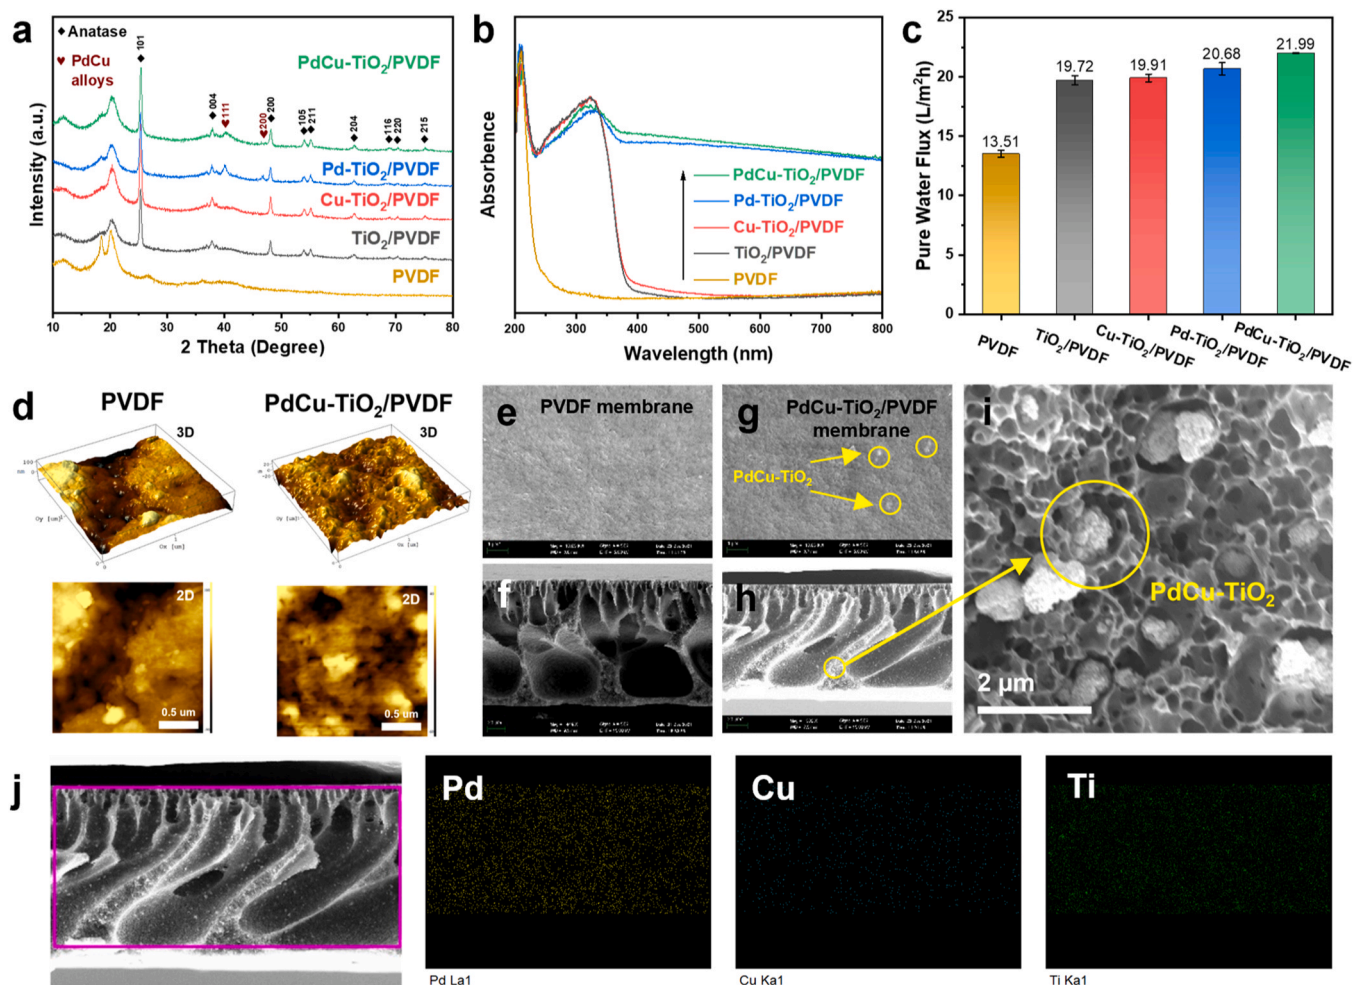 a
◆ Anatase
♥ PdCu
alloys
101
004
111
200
200
105
211
204
116
220
215
PdCu-TiO₂/PVDF
Pd-TiO₂/PVDF
Cu-TiO₂/PVDF
TiO₂/PVDF
PVDF
Intensity (a.u.)
10 20 30 40 50 60 70 80
2 Theta (Degree)
b
Absorbence
PdCu-TiO₂/PVDF
Pd-TiO₂/PVDF
Cu-TiO₂/PVDF
TiO₂/PVDF
PVDF
200 300 400 500 600 700 800
Wavelength (nm)
c
Pure Water Flux (L/m²h)
25
20
15
10
5
0
13.51
19.72
19.91
20.68
21.99
PVDF
TiO₂/PVDF
Cu-TiO₂/PVDF
Pd-TiO₂/PVDF
PdCu-TiO₂/PVDF
d
PVDF
3D
PdCu-TiO₂/PVDF
3D
2D
0.5 um
2D
0.5 um
e
PVDF membrane
f
g
PdCu-TiO₂/PVDF
membrane
PdCu-TiO₂
h
i
PdCu-TiO₂
2 µm
j
Pd
Pd La1
Cu
Cu Ka1
Ti
Ti Ka1